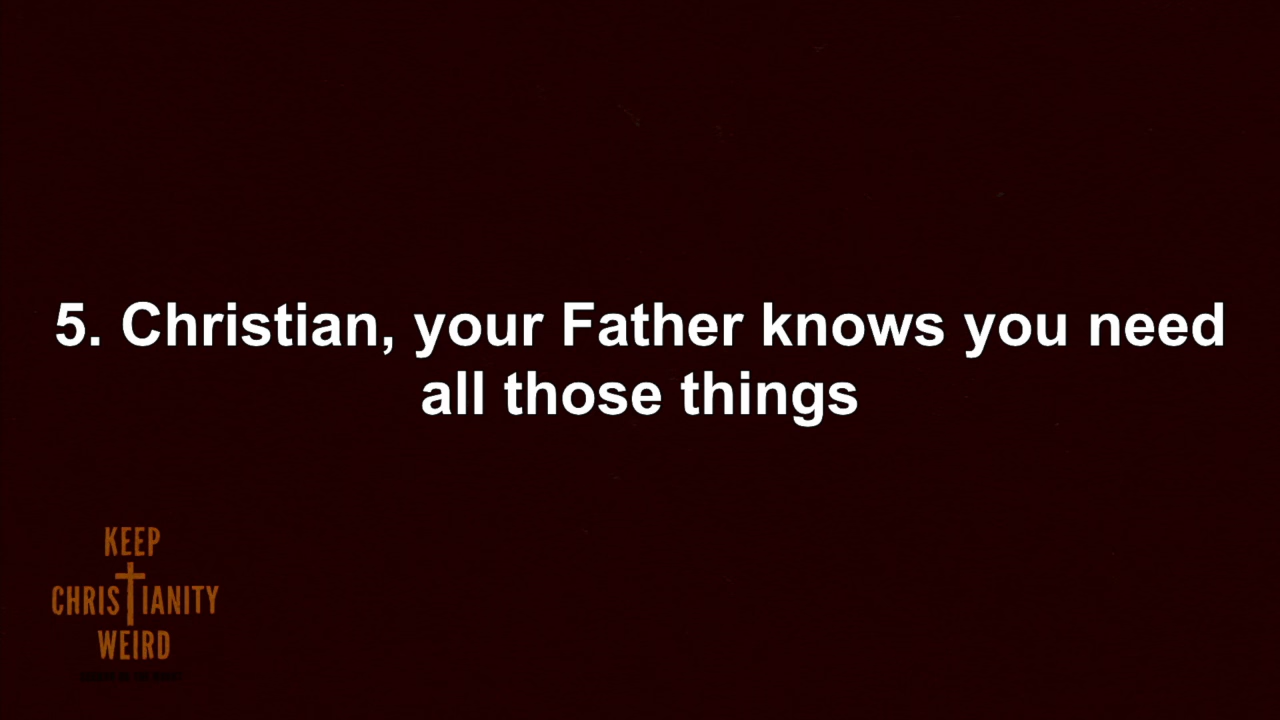 5. Christian, your Father knows you need
all those things
KEEP
CHRISTIANITY
WEIRD